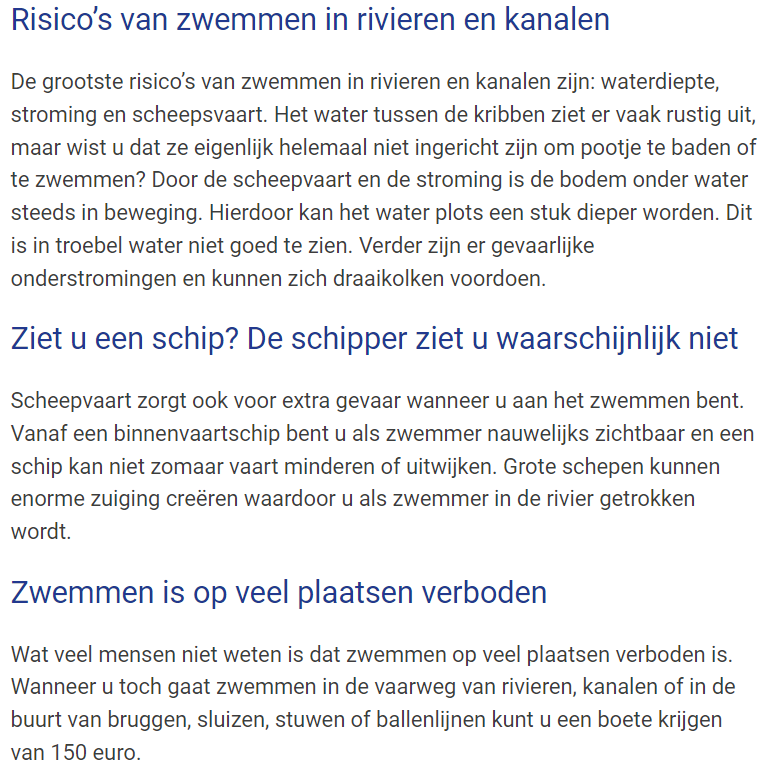 Risico’s van zwemmen in rivieren en kanalen
De grootste risico’s van zwemmen in rivieren en kanalen zijn: waterdiepte,
stroming en scheepsvaart. Het water tussen de kribben ziet er vaak rustig uit,
maar wist u dat ze eigenlijk helemaal niet ingericht zijn om pootje te baden of
te zwemmen? Door de scheepvaart en de stroming is de bodem onder water
steeds in beweging. Hierdoor kan het water plots een stuk dieper worden. Dit
is in troebel water niet goed te zien. Verder zijn er gevaarlijke
onderstromingen en kunnen zich draaikolken voordoen.
Ziet u een schip? De schipper ziet u waarschijnlijk niet
Scheepvaart zorgt ook voor extra gevaar wanneer u aan het zwemmen bent.
Vanaf een binnenvaartschip bent u als zwemmer nauwelijks zichtbaar en een
schip kan niet zomaar vaart minderen of uitwijken. Grote schepen kunnen
enorme zuiging creëren waardoor u als zwemmer in de rivier getrokken
wordt.
Zwemmen is op veel plaatsen verboden
Wat veel mensen niet weten is dat zwemmen op veel plaatsen verboden is.
Wanneer u toch gaat zwemmen in de vaarweg van rivieren, kanalen of in de
buurt van bruggen, sluizen, stuwen of ballenlijnen kunt u een boete krijgen
van 150 euro.